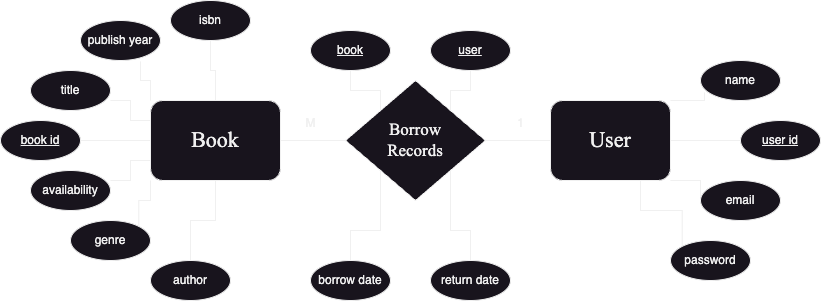 isbn
publish year
title
book id
availability
genre
author
Book
M
book
user
Borrow
Records
borrow date
return date
1
User
name
user id
email
password